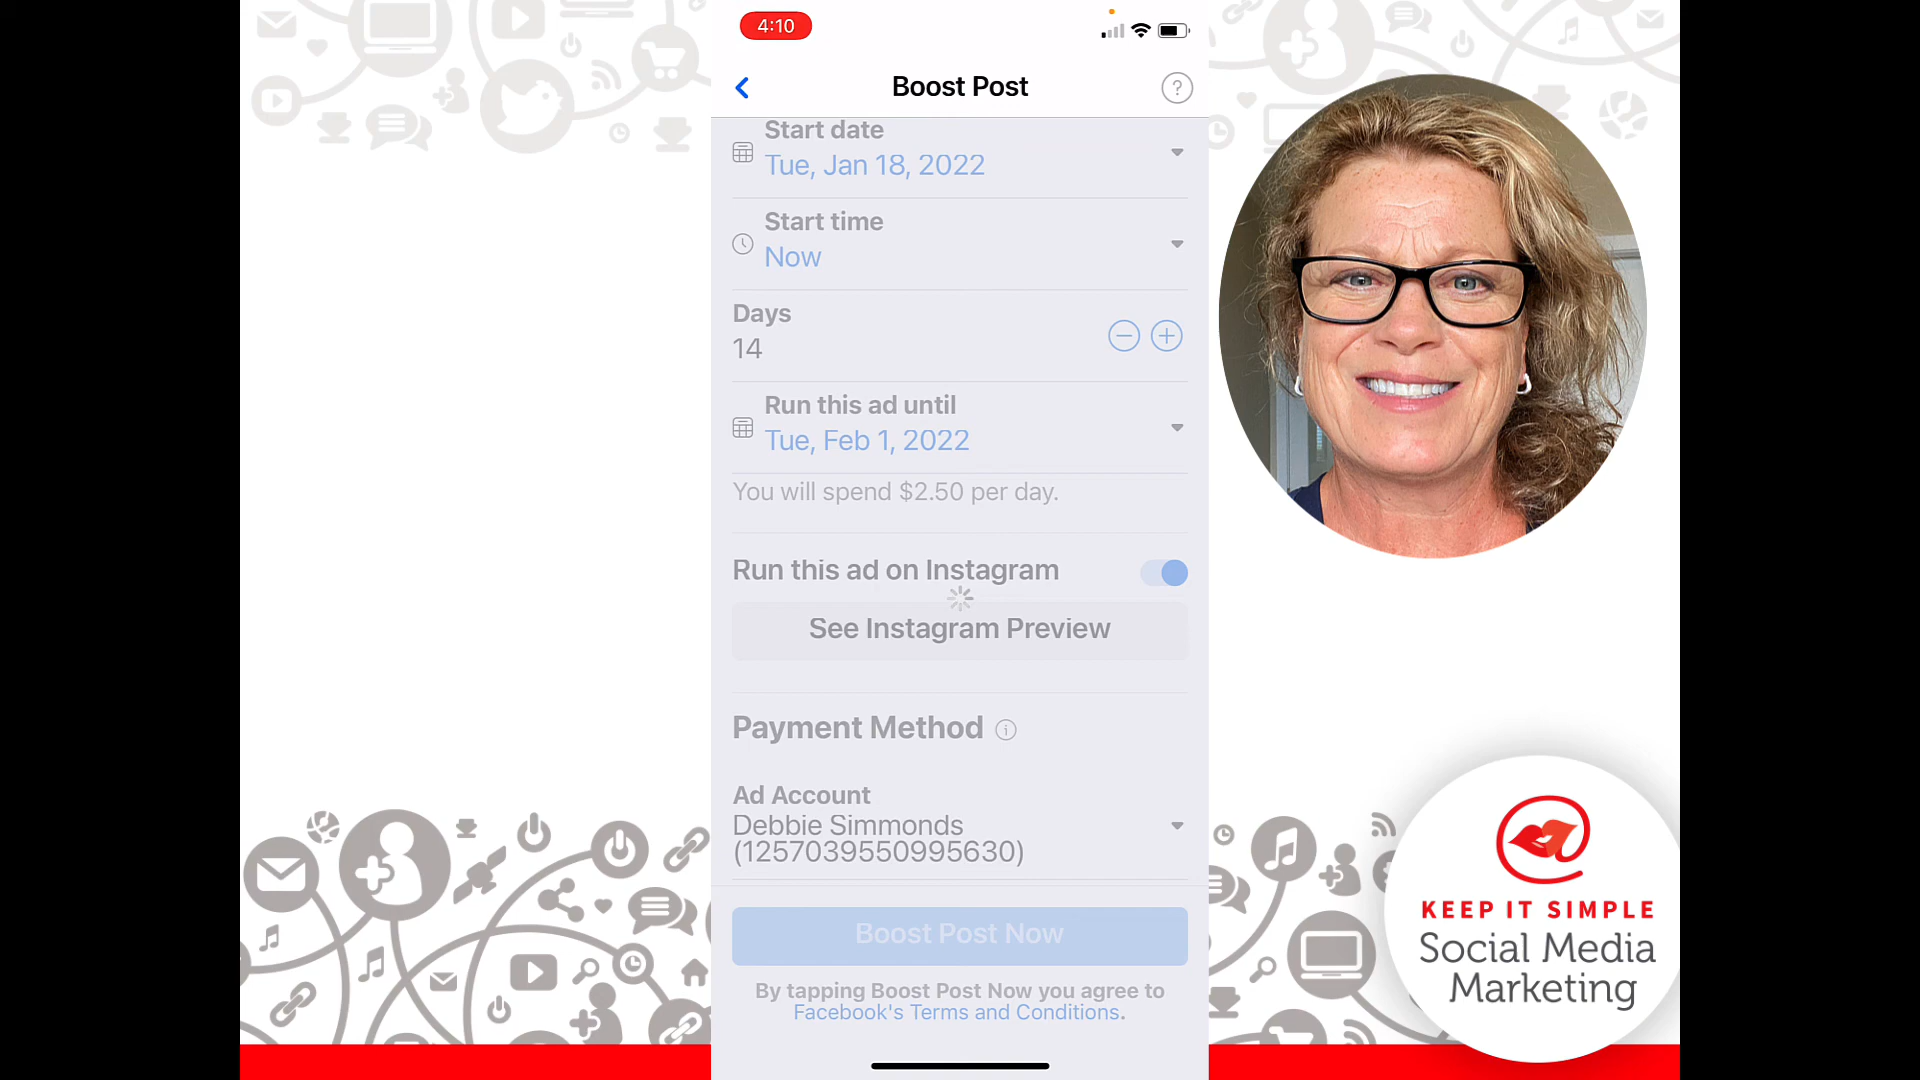 4:10
Boost Post
?
Start date
Tue, Jan 18, 2022
Start time
Now
Days
14
Run this ad until
Tue, Feb 1, 2022
You will spend $2.50 per day.
Run this ad on Instagram
See Instagram Preview
Payment Method
Ad Account
Debbie Simmonds
(1257039550995630)
Boost Post Now
By tapping Boost Post Now you agree to
Facebook's Terms and Conditions.
KEEP IT SIMPLE
Social Media
Marketing